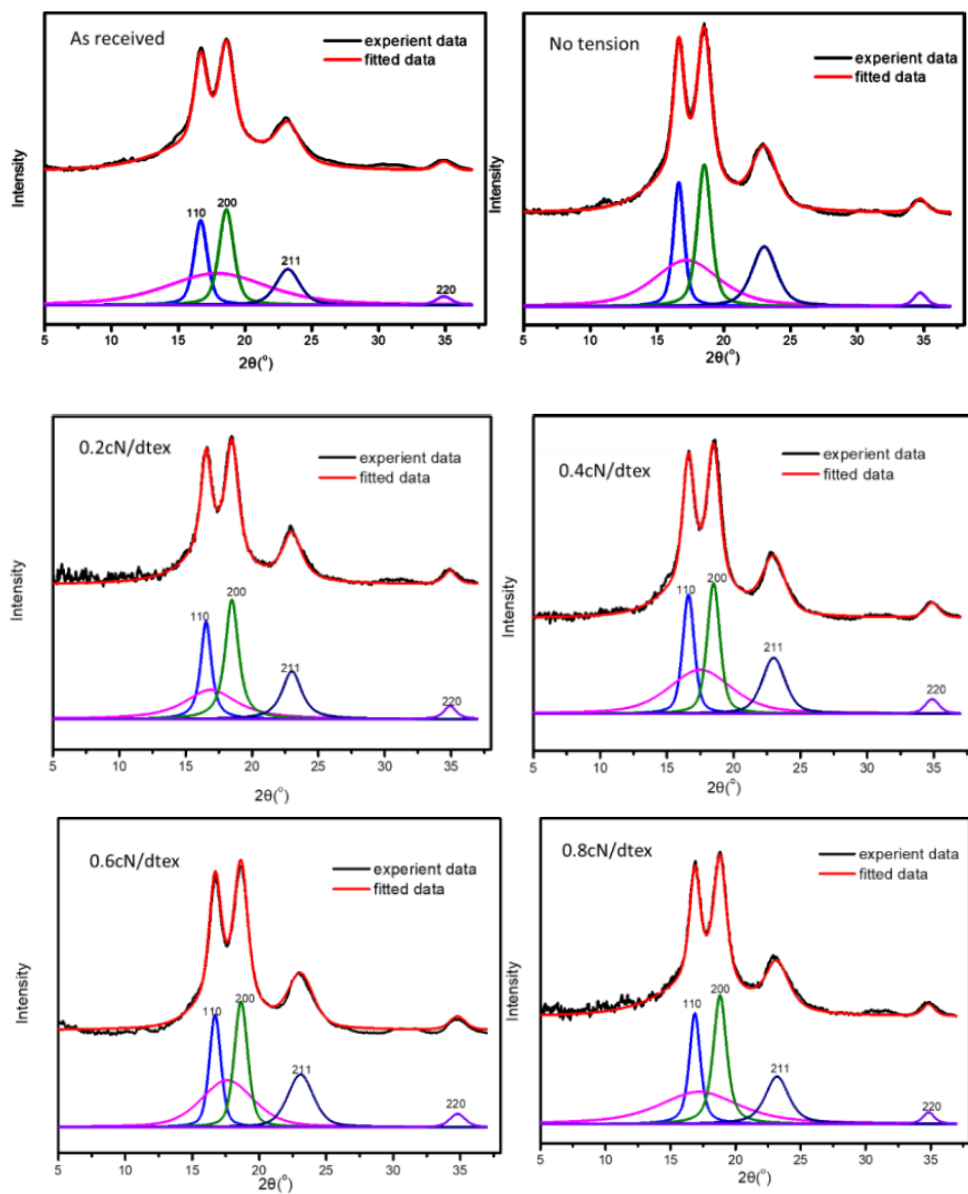 As received
experient data
fitted data
Intensity
110
200
211
220
5 10 15 20 25 30 35
2θ(°)
No tension
experient data
fitted data
Intensity
5 10 15 20 25 30 35
2θ(°)
0.2cN/dtex
experient data
fitted data
Intensity
110
200
211
220
5 10 15 20 25 30 35
2θ(°)
0.4cN/dtex
experient data
fitted data
Intensity
110
200
211
220
5 10 15 20 25 30 35
2θ(°)
0.6cN/dtex
experient data
fitted data
Intensity
110
200
211
220
5 10 15 20 25 30 35
2θ(°)
0.8cN/dtex
experient data
fitted data
Intensity
110
200
211
220
5 10 15 20 25 30 35
2θ(°)